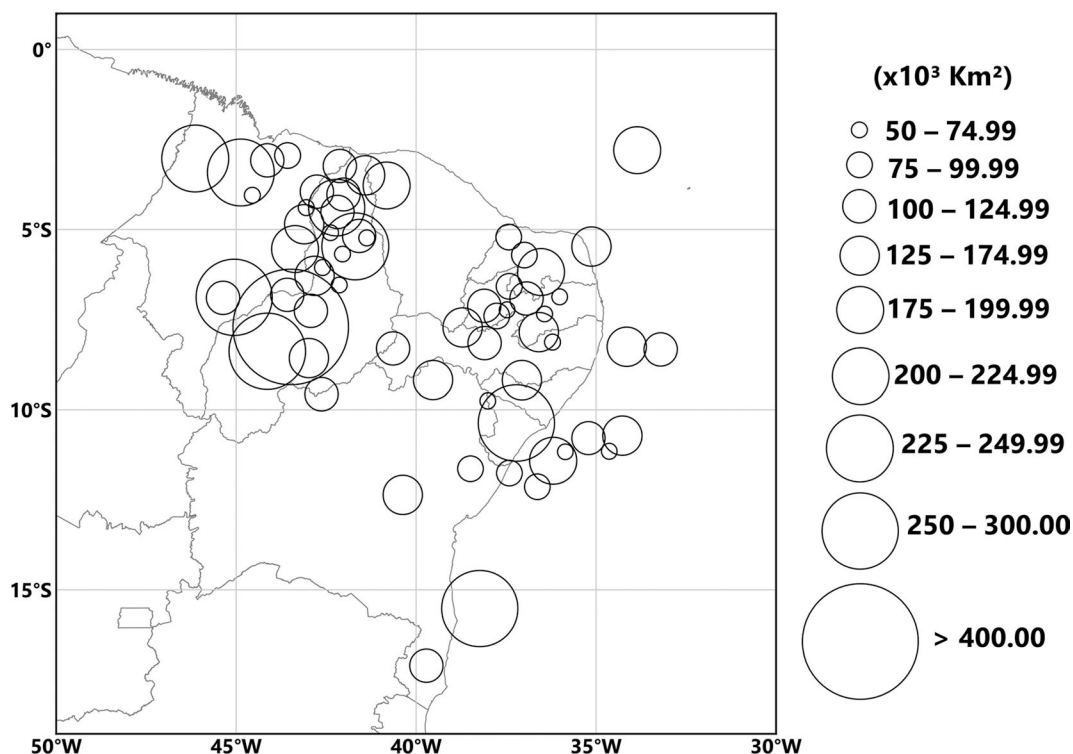 0°
5°S
10°S
15°S
50°W 45°W 40°W 35°W 30°W
(x10³ Km²)
50 – 74.99
75 – 99.99
100 – 124.99
125 – 174.99
175 – 199.99
200 – 224.99
225 – 249.99
250 – 300.00
> 400.00